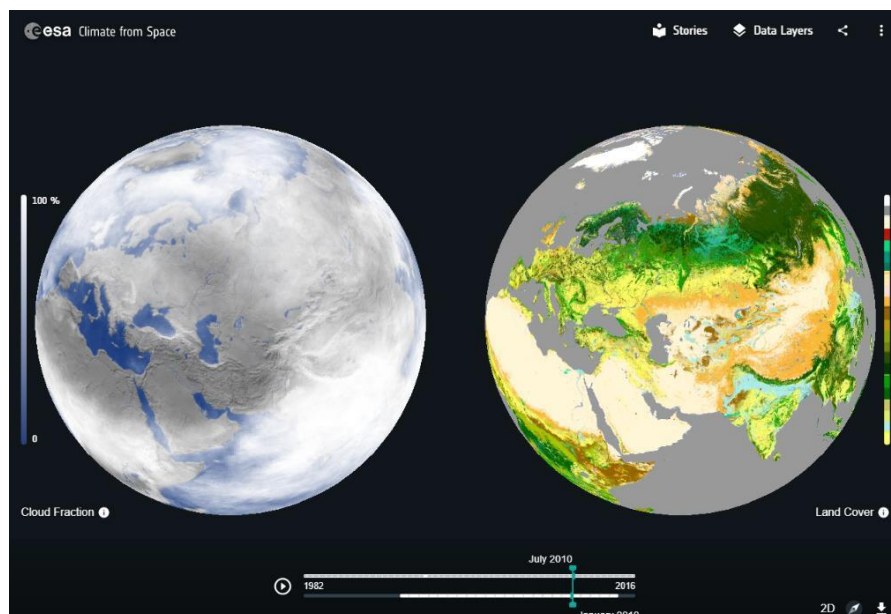 esa Climate from Space
Stories
Data Layers
100 %
0
Cloud Fraction
Land Cover
July 2010
1982
2016
2D